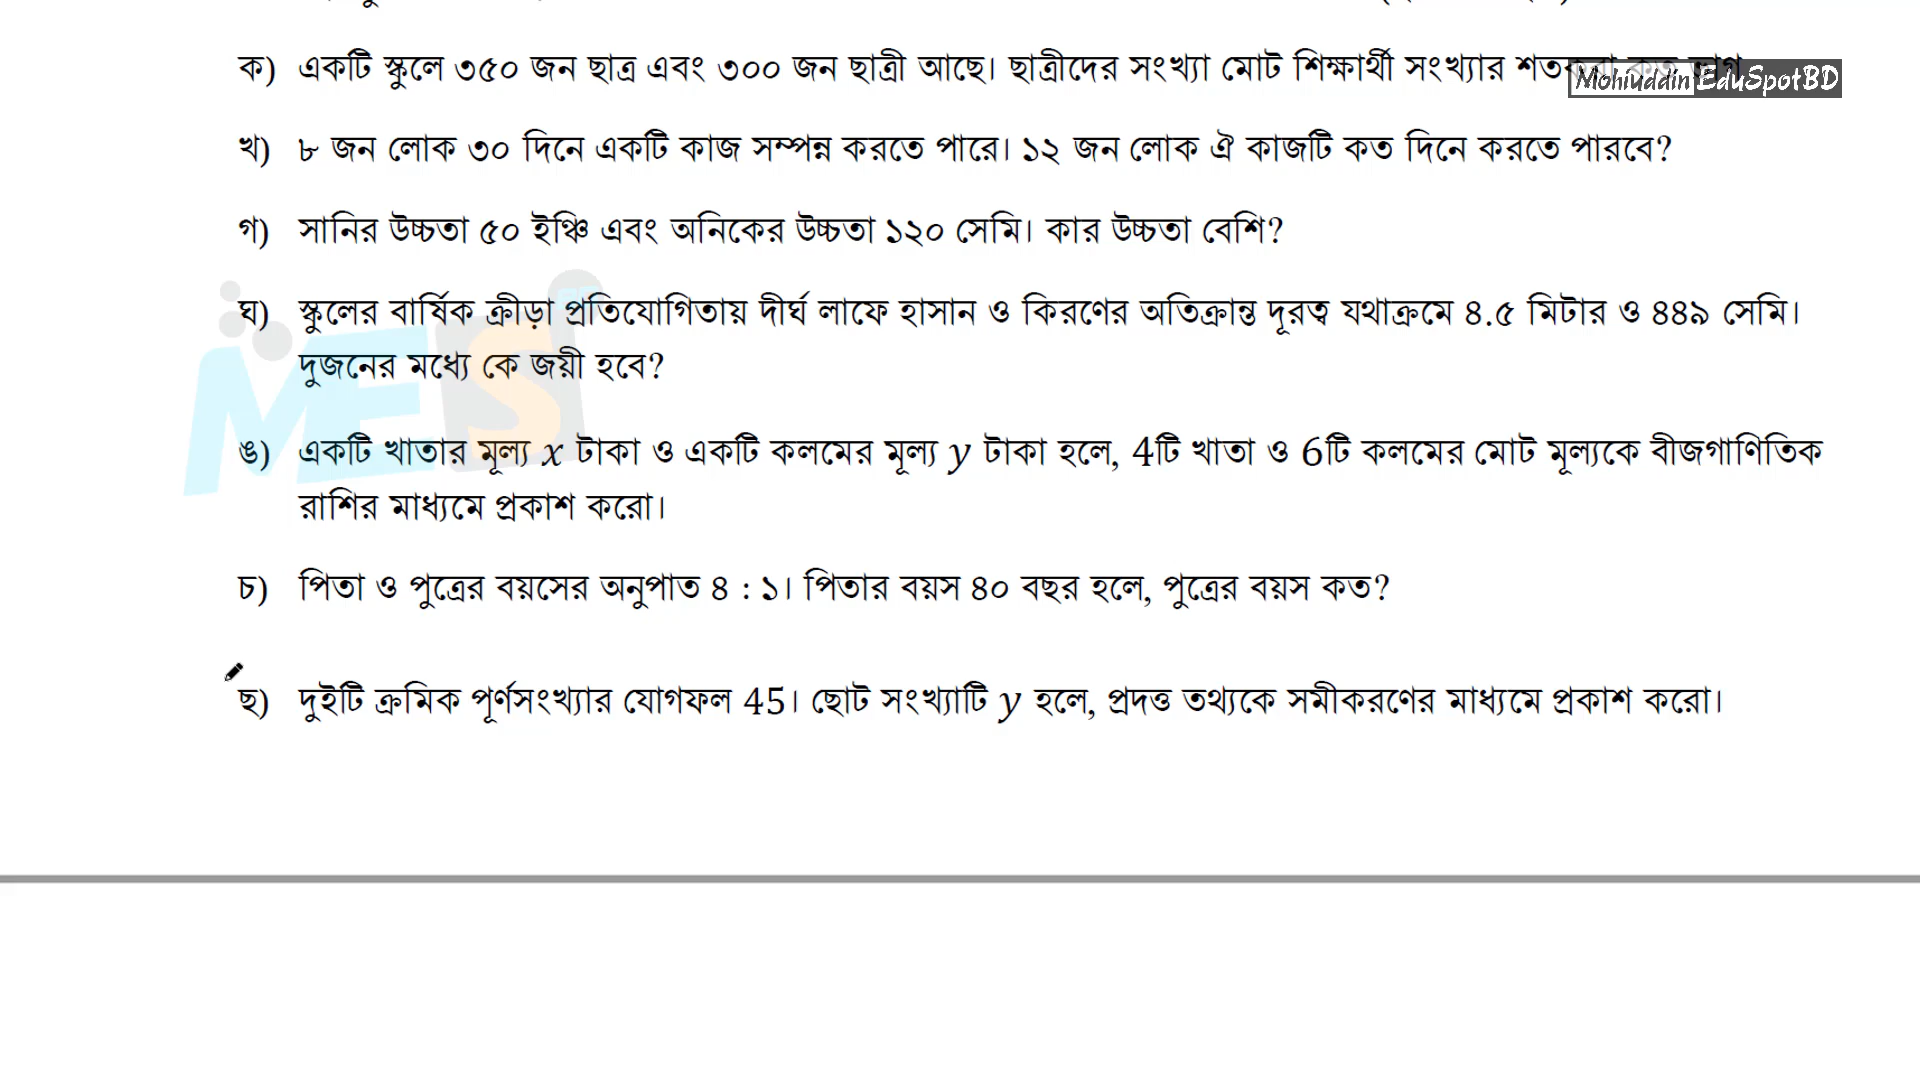 ক) একটি স্কুলে ৩৫০ জন ছাত্র এবং ৩০০ জন ছাত্রী আছে। ছাত্রীদের সংখ্যা মোট শিক্ষার্থী সংখ্যার
Mohiuddin EduSpotBD
খ) ৮ জন লোক ৩০ দিনে একটি কাজ সম্পন্ন করতে পারে। ১২ জন লোক ঐ কাজটি কত দিনে করতে পারবে?
গ) সানির উচ্চতা ৫০ ইঞ্চি এবং অনিকের উচ্চতা ১২০ সেমি। কার উচ্চতা বেশি?
ঘ) স্কুলের বার্ষিক ক্রীড়া প্রতিযোগিতায় দীর্ঘ লাফে হাসান ও কিরণের অতিক্রান্ত দূরত্ব যথাক্রমে ৪.৫ মিটার ও ৪৪৯ সেমি।
দুজনের মধ্যে কে জয়ী হবে?
MES
ঙ) একটি খাতার মূল্য x টাকা ও একটি কলমের মূল্য y টাকা হলে, 4টি খাতা ও 6টি কলমের মোট মূল্যকে বীজগাণিতিক
রাশির মাধ্যমে প্রকাশ করো।
চ) পিতা ও পুত্রের বয়সের অনুপাত ৪ : ১। পিতার বয়স ৪০ বছর হলে, পুত্রের বয়স কত?
ছ) দুইটি ক্রমিক পূর্ণসংখ্যার যোগফল 45। ছোট সংখ্যাটি y হলে, প্রদত্ত তথ্যকে সমীকরণের মাধ্যমে প্রকাশ করো।